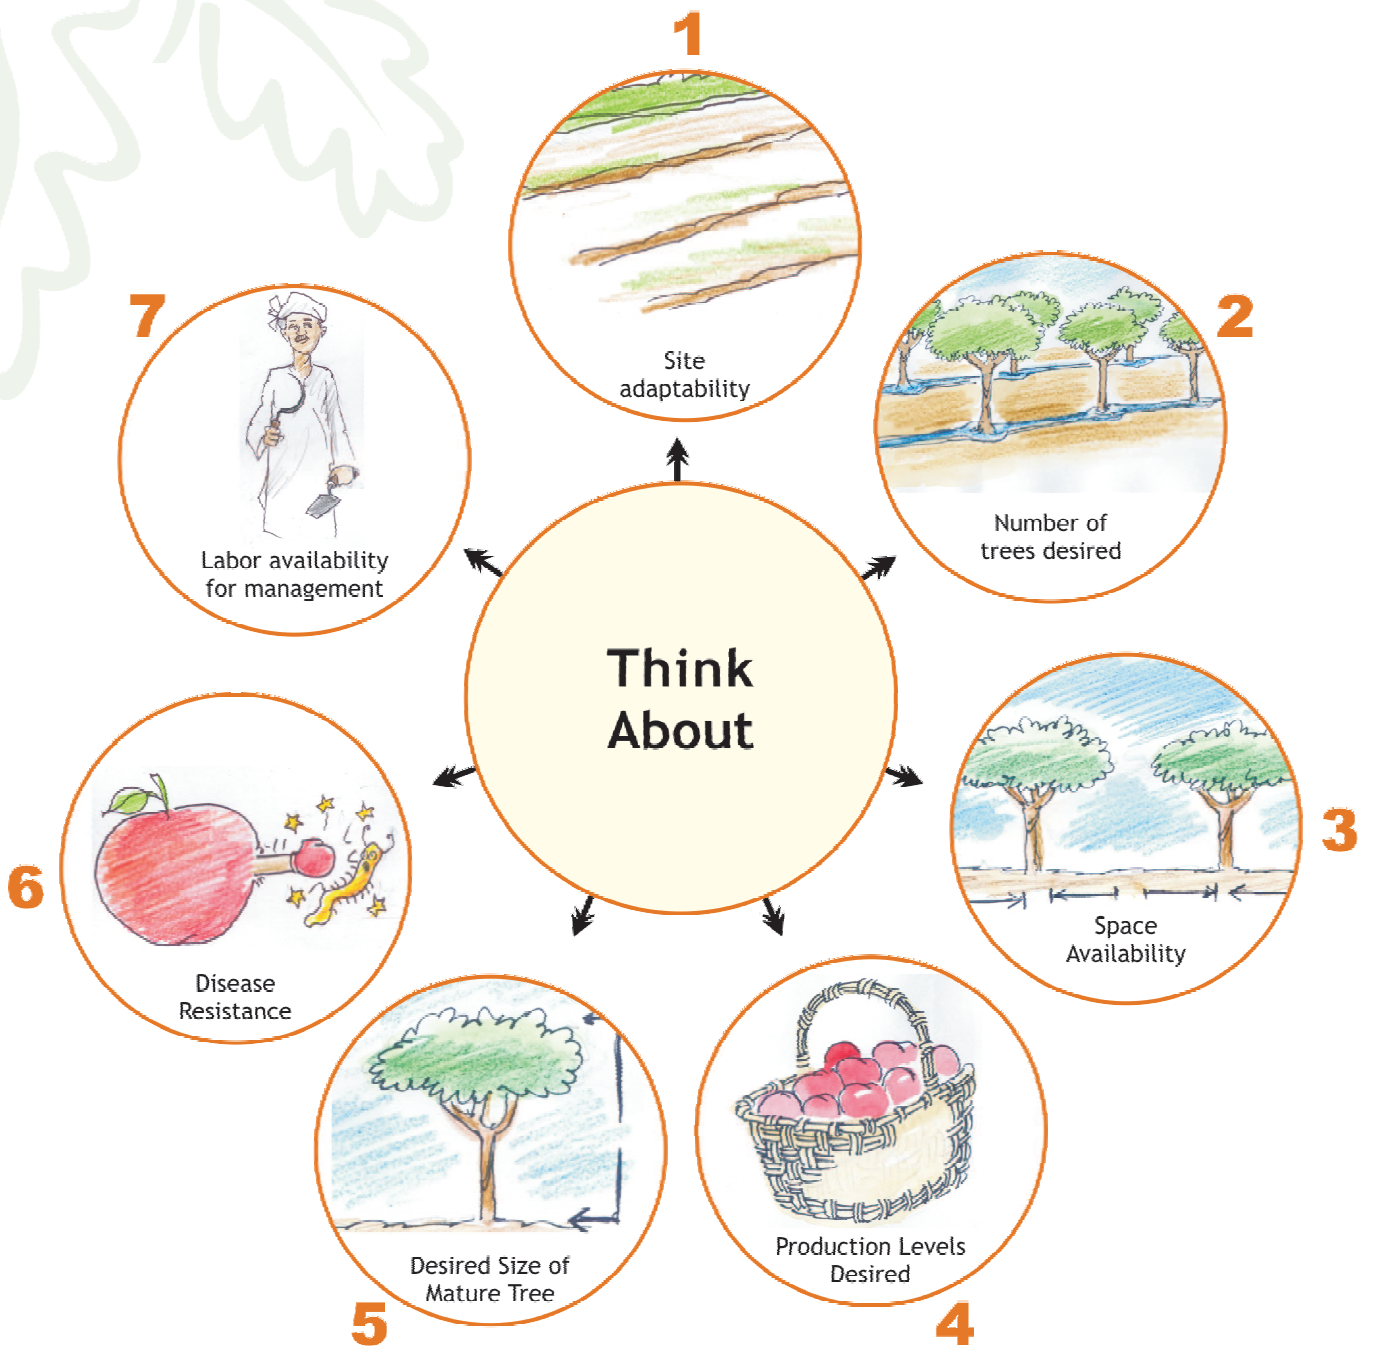 1
Site
adaptability
2
Number of
trees desired
3
Space
Availability
4
Production Levels
Desired
5
Desired Size of
Mature Tree
6
Disease
Resistance
7
Labor availability
for management
Think
About